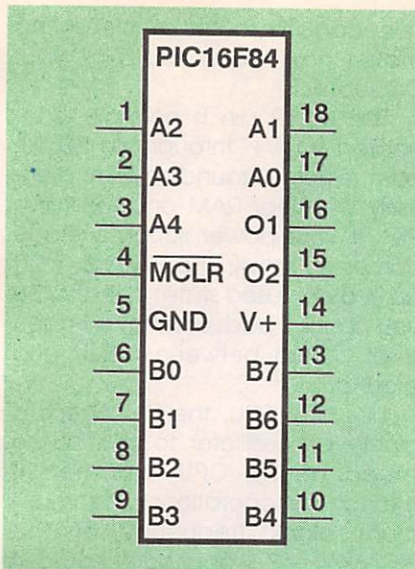 PIC16F84
1 A2 A1 18
2 A3 A0 17
3 A4 O1 16
4 MCLR O2 15
5 GND V+ 14
6 B0 B7 13
7 B1 B6 12
8 B2 B5 11
9 B3 B4 10